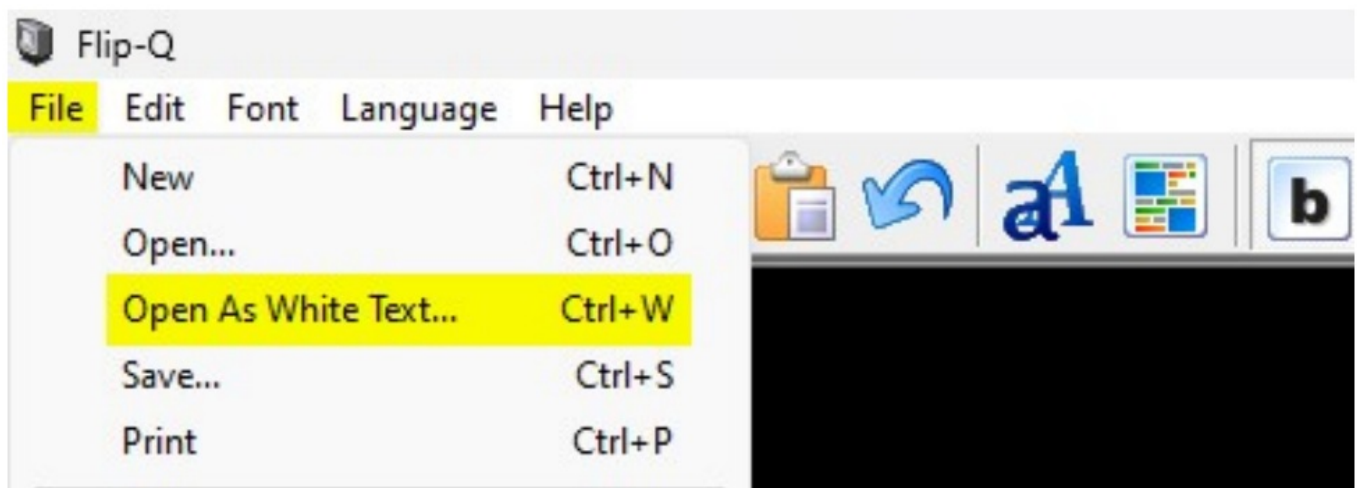 Flip-Q
File Edit Font Language Help
New Ctrl+N
Open... Ctrl+O
Open As White Text... Ctrl+W
Save... Ctrl+S
Print Ctrl+P
aA
b